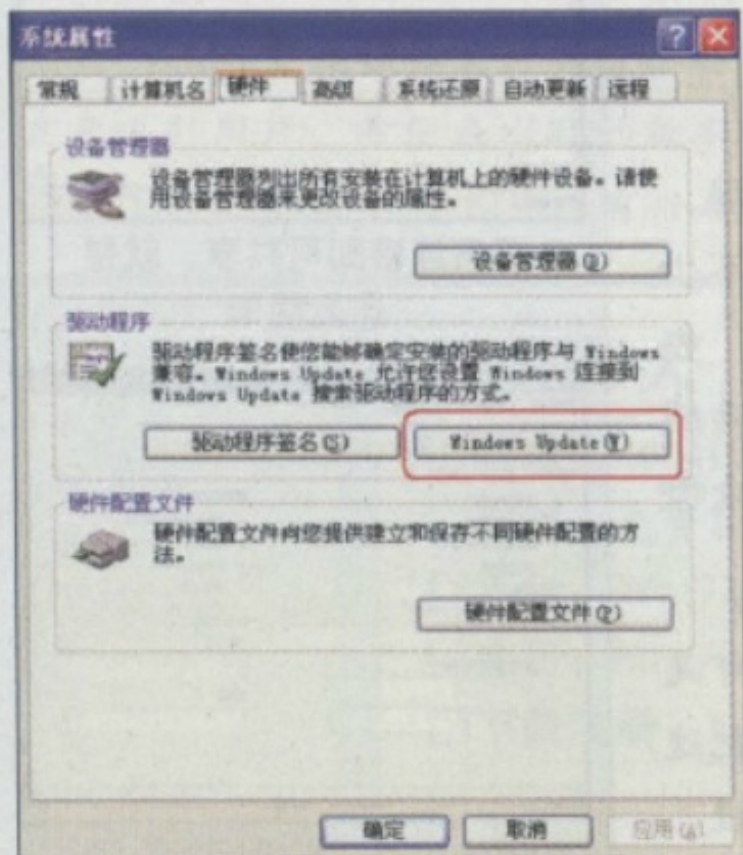 系统属性
常规 计算机名 硬件 高级 系统还原 自动更新 远程
设备管理器
设备管理器列出所有安装在计算机上的硬件设备。请使
用设备管理器来更改设备的属性。
设备管理器(D)
驱动程序
驱动程序签名使您能够确定安装的驱动程序与 Windows
兼容。Windows Update 允许您设置 Windows 连接到
Windows Update 搜索驱动程序的方式。
驱动程序签名(S) Windows Update(W)
硬件配置文件
硬件配置文件向您提供建立和保存不同硬件配置的方
法。
硬件配置文件(P)
确定 取消 应用(A)